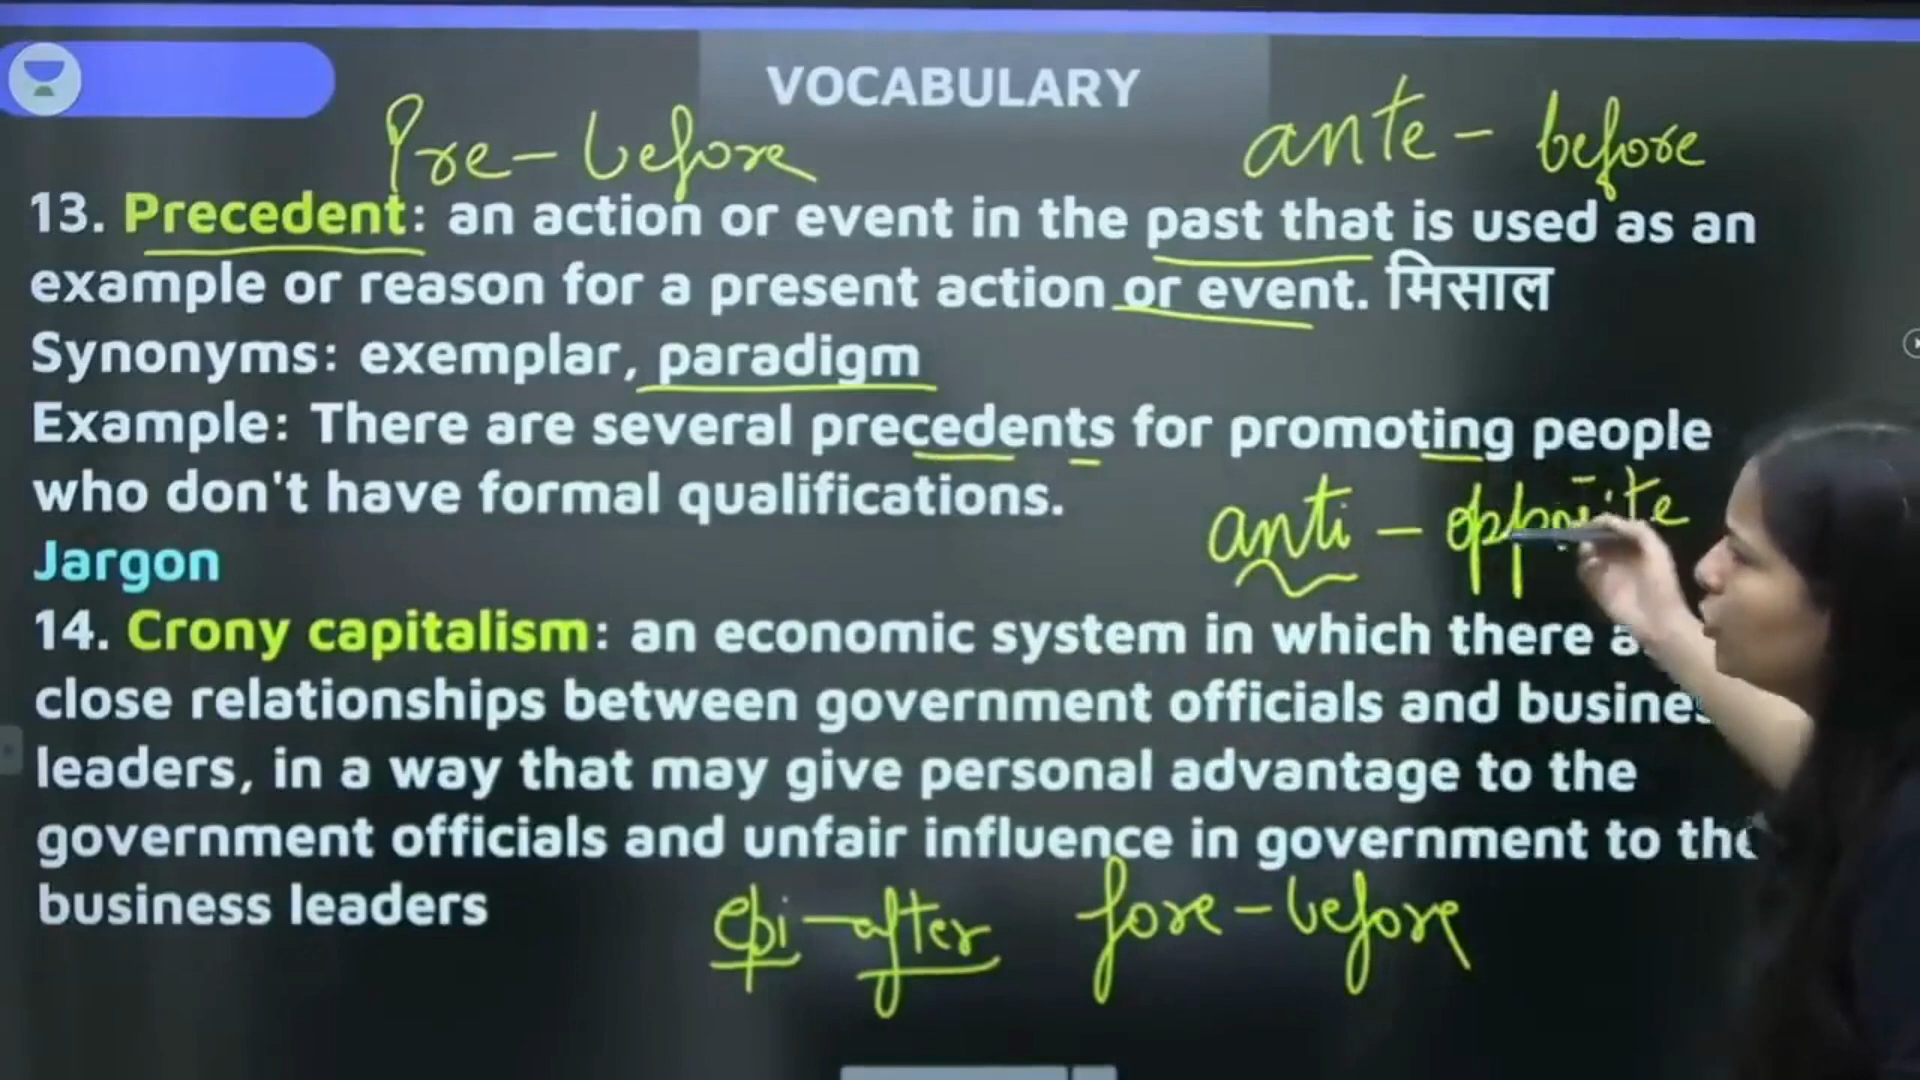 VOCABULARY
Pre - before
ante - before
13. Precedent: an action or event in the past that is used as an
example or reason for a present action or event. मिसाल
Synonyms: exemplar, paradigm
Example: There are several precedents for promoting people
who don't have formal qualifications.
anti - opposite
Jargon
14. Crony capitalism: an economic system in which there
close relationships between government officials and
leaders, in a way that may give personal advantage to the
government officials and unfair influence in government to the
business leaders
epi - after fore - before